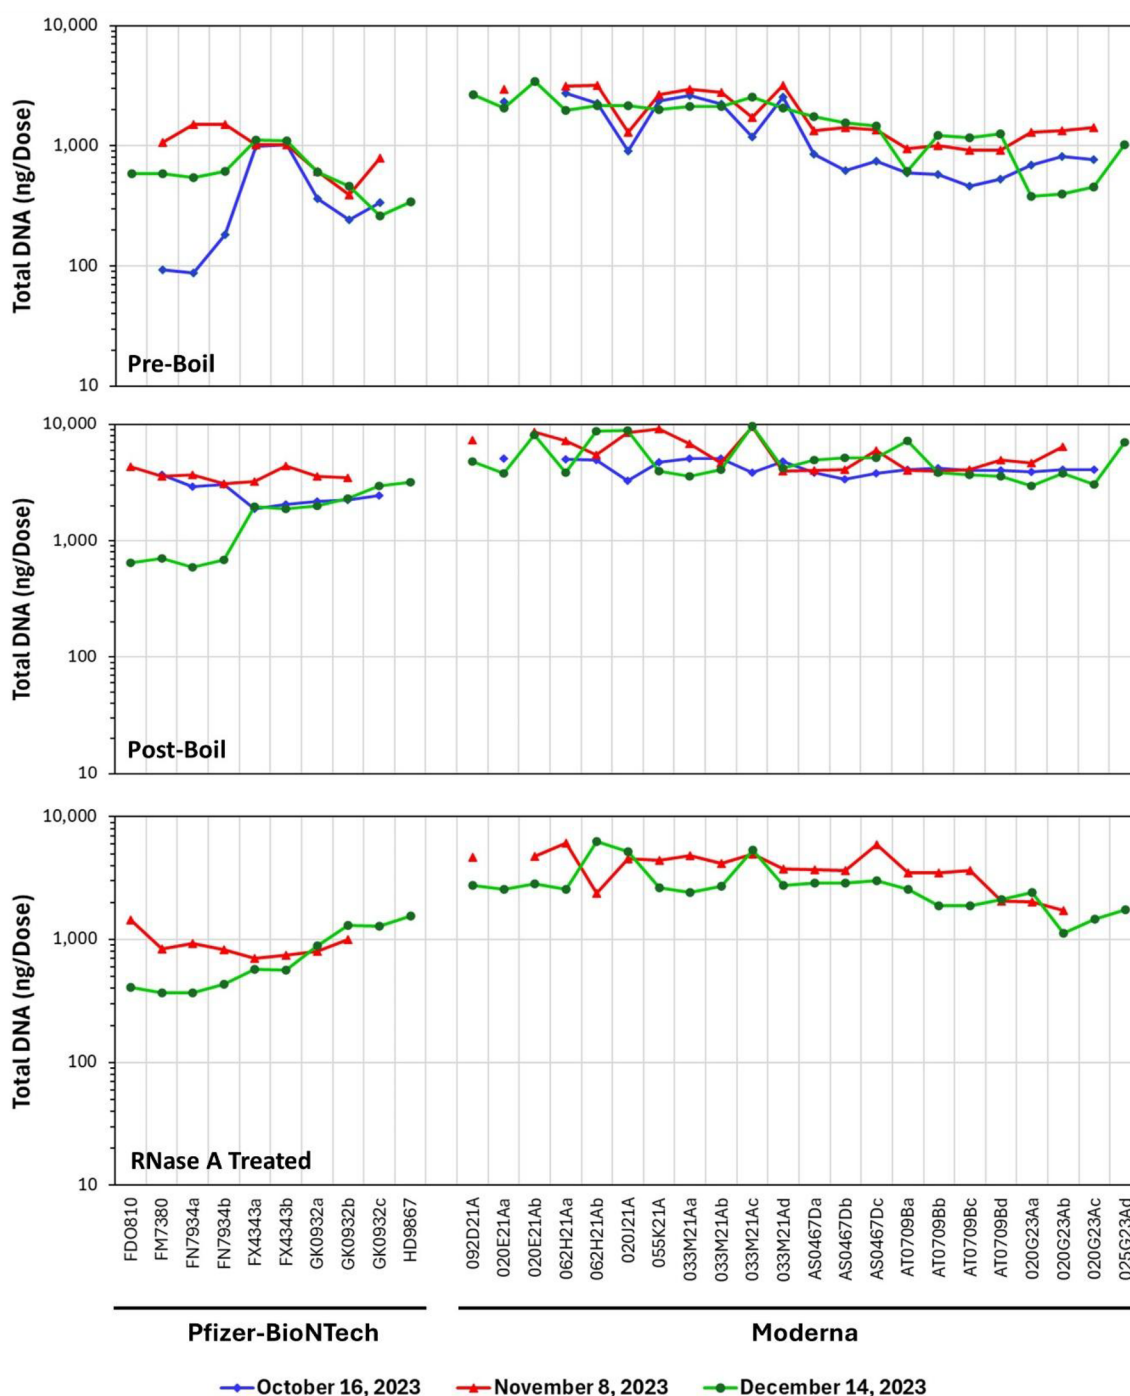 10,000
1,000
100
10
Total DNA (ng/Dose)
Pre-Boil
10,000
1,000
100
10
Total DNA (ng/Dose)
Post-Boil
10,000
1,000
100
10
Total DNA (ng/Dose)
RNase A Treated
FDO810
FM7380
FN7934a
FN7934b
FX4343a
FX4343b
GK0932a
GK0932b
GK0932c
HD9867
092D21A
020E21Aa
020E21Ab
062H21Aa
062H21Ab
020J21A
055K21A
033M21Aa
033M21Ab
033M21Ac
033M21Ad
AS0467Da
AS0467Db
AS0467Dc
AT0709Ba
AT0709Bb
AT0709Bc
AT0709Bd
020G23Aa
020G23Ab
020G23Ac
025G23Ad
Pfizer-BioNTech
Moderna
October 16, 2023
November 8, 2023
December 14, 2023